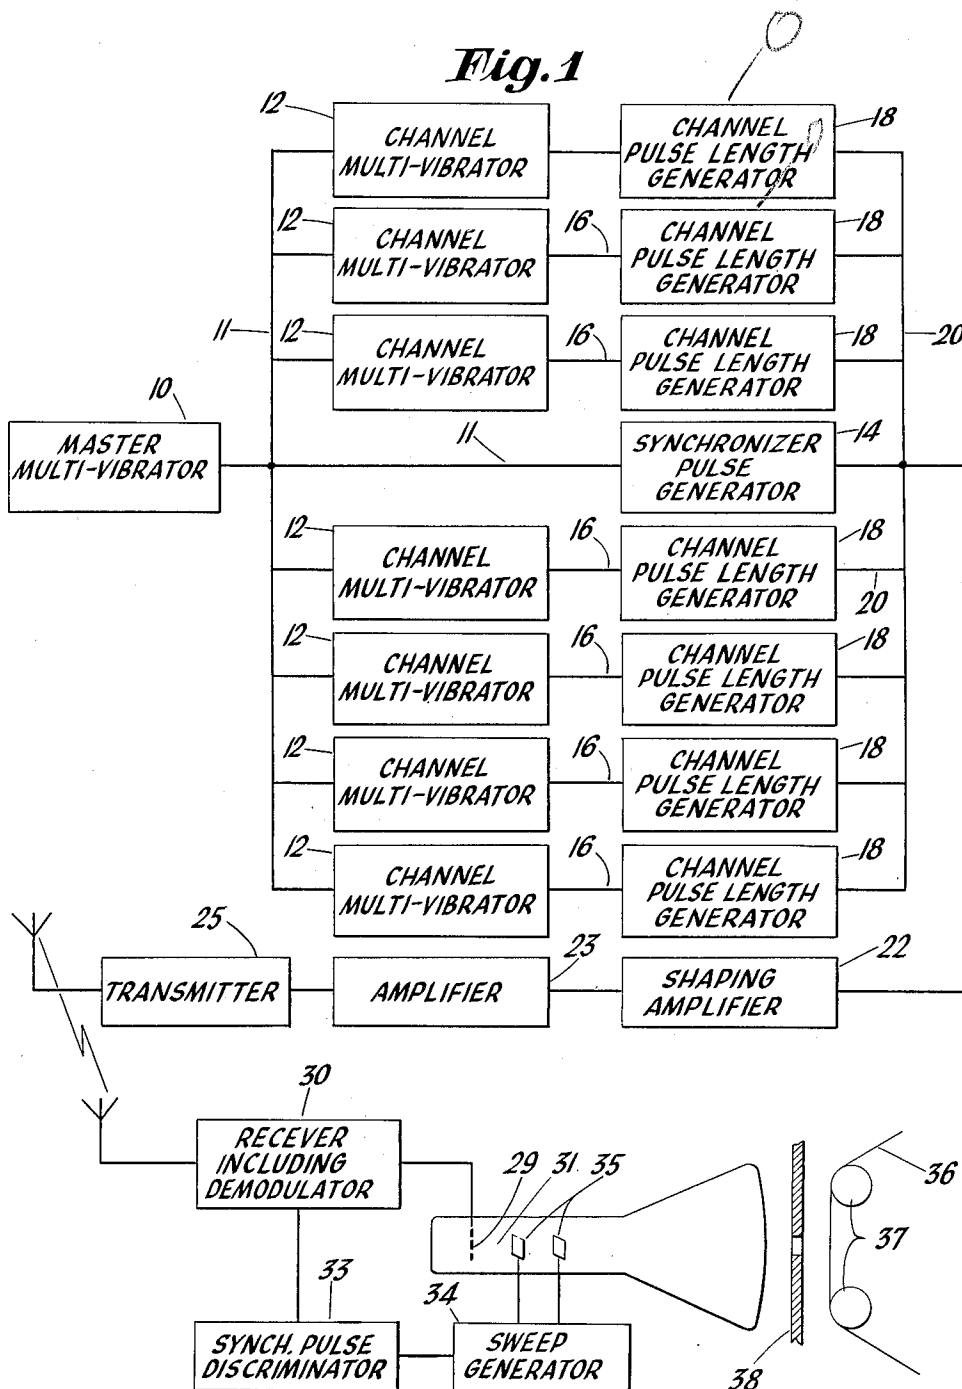 Fig. 1
12 CHANNEL MULTI-VIBRATOR
CHANNEL PULSE LENGTH GENERATOR 18
12 CHANNEL MULTI-VIBRATOR
16 CHANNEL PULSE LENGTH GENERATOR 18
11 12 CHANNEL MULTI-VIBRATOR
16 CHANNEL PULSE LENGTH GENERATOR 18
20
10
MASTER MULTI-VIBRATOR
11
SYNCHRONIZER PULSE GENERATOR 14
12 CHANNEL MULTI-VIBRATOR
16 CHANNEL PULSE LENGTH GENERATOR 18
20
12 CHANNEL MULTI-VIBRATOR
16 CHANNEL PULSE LENGTH GENERATOR 18
12 CHANNEL MULTI-VIBRATOR
16 CHANNEL PULSE LENGTH GENERATOR 18
12 CHANNEL MULTI-VIBRATOR
16 CHANNEL PULSE LENGTH GENERATOR 18
25 23 22
TRANSMITTER
AMPLIFIER
SHAPING AMPLIFIER
30
RECEVER INCLUDING DEMODULATOR
29 31 35
36
37
33
SYNCH. PULSE DISCRIMINATOR
34
SWEEP GENERATOR
38